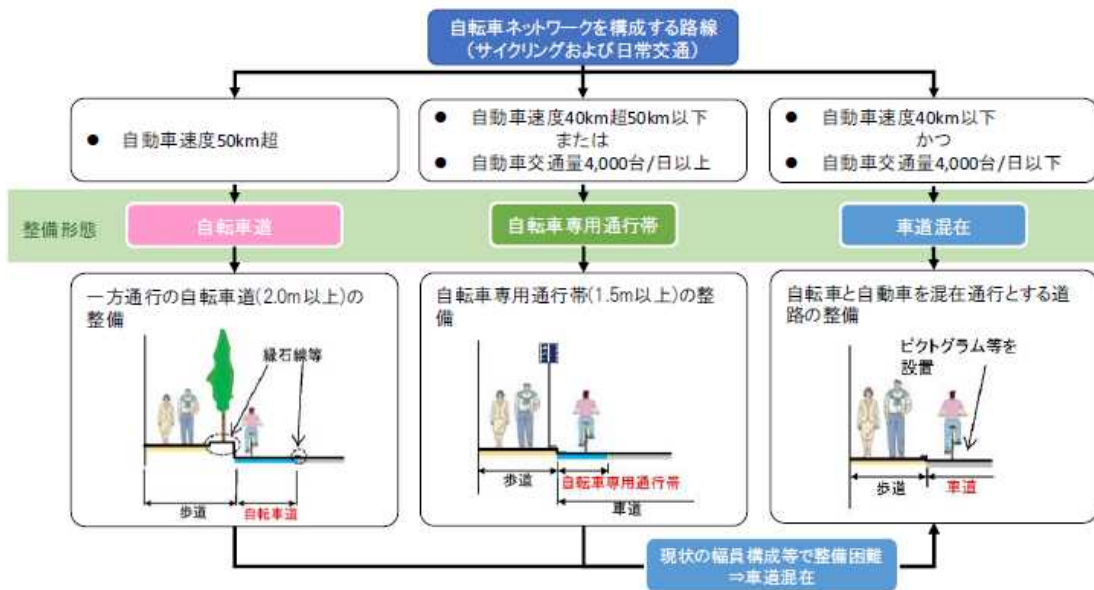 自転車ネットワークを構成する路線
（サイクリングおよび日常交通）
● 自動車速度50km超
● 自動車速度40km超50km以下
または
● 自動車交通量4,000台/日以上
● 自動車速度40km以下
かつ
● 自動車交通量4,000台/日以下
整備形態
自転車道
自転車専用通行帯
車道混在
一方通行の自転車道(2.0m以上)の
整備
縁石線等
歩道
自転車道
自転車専用通行帯(1.5m以上)の整
備
歩道
自転車専用通行帯
車道
自転車と自動車を混在通行とする道
路の整備
ピクトグラム等を
設置
歩道
車道
現状の幅員構成等で整備困難
⇒車道混在